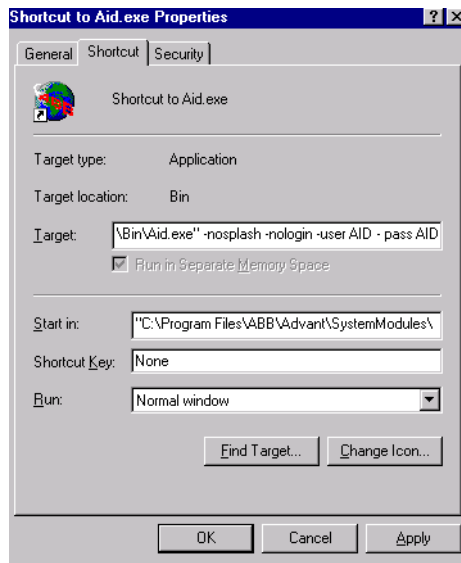 Shortcut to Aid.exe Properties ? X
General Shortcut Security
Shortcut to Aid.exe
Target type: Application
Target location: Bin
Target: \Bin\Aid.exe" -nosplash -nologin -user AID - pass AID
Run in Separate Memory Space
Start in: "C:\Program Files\ABB\Advant\SystemModules\
Shortcut Key: None
Run: Normal window
Find Target... Change Icon...
OK Cancel Apply